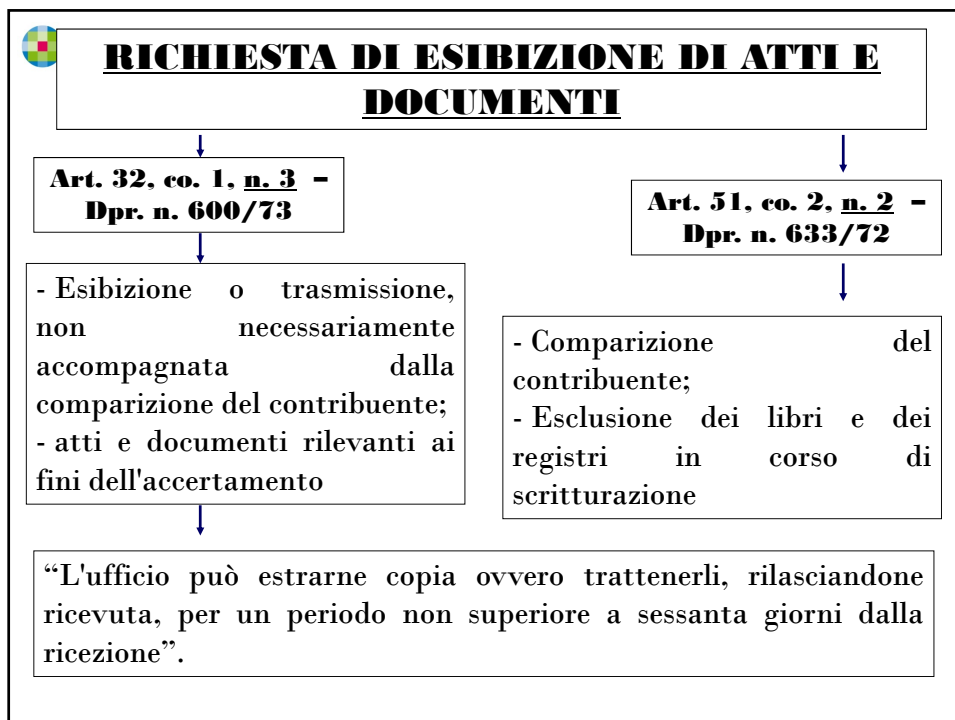 RICHIESTA DI ESIBIZIONE DI ATTI E
DOCUMENTI
Art. 32, co. 1, n. 3 –
Dpr. n. 600/73
- Esibizione o trasmissione,
non necessariamente
accompagnata dalla
comparizione del contribuente;
- atti e documenti rilevanti ai
fini dell'accertamento
Art. 51, co. 2, n. 2 –
Dpr. n. 633/72
- Comparizione del
contribuente;
- Esclusione dei libri e dei
registri in corso di
scritturazione
“L'ufficio può estrarne copia ovvero trattenerli, rilasciandone
ricevuta, per un periodo non superiore a sessanta giorni dalla
ricezione”.